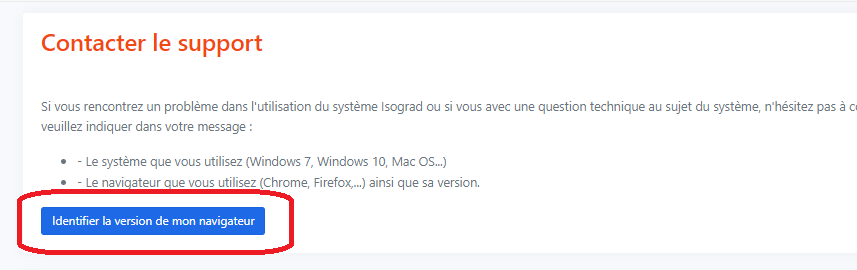 Contacter le support
Si vous rencontrez un problème dans l'utilisation du système Isograd ou si vous avez une question technique au sujet du système, n'hésitez pas à
veuillez indiquer dans votre message :
- Le système que vous utilisez (Windows 7, Windows 10, Mac OS...)
- Le navigateur que vous utilisez (Chrome, Firefox,...) ainsi que sa version.
Identifier la version de mon navigateur